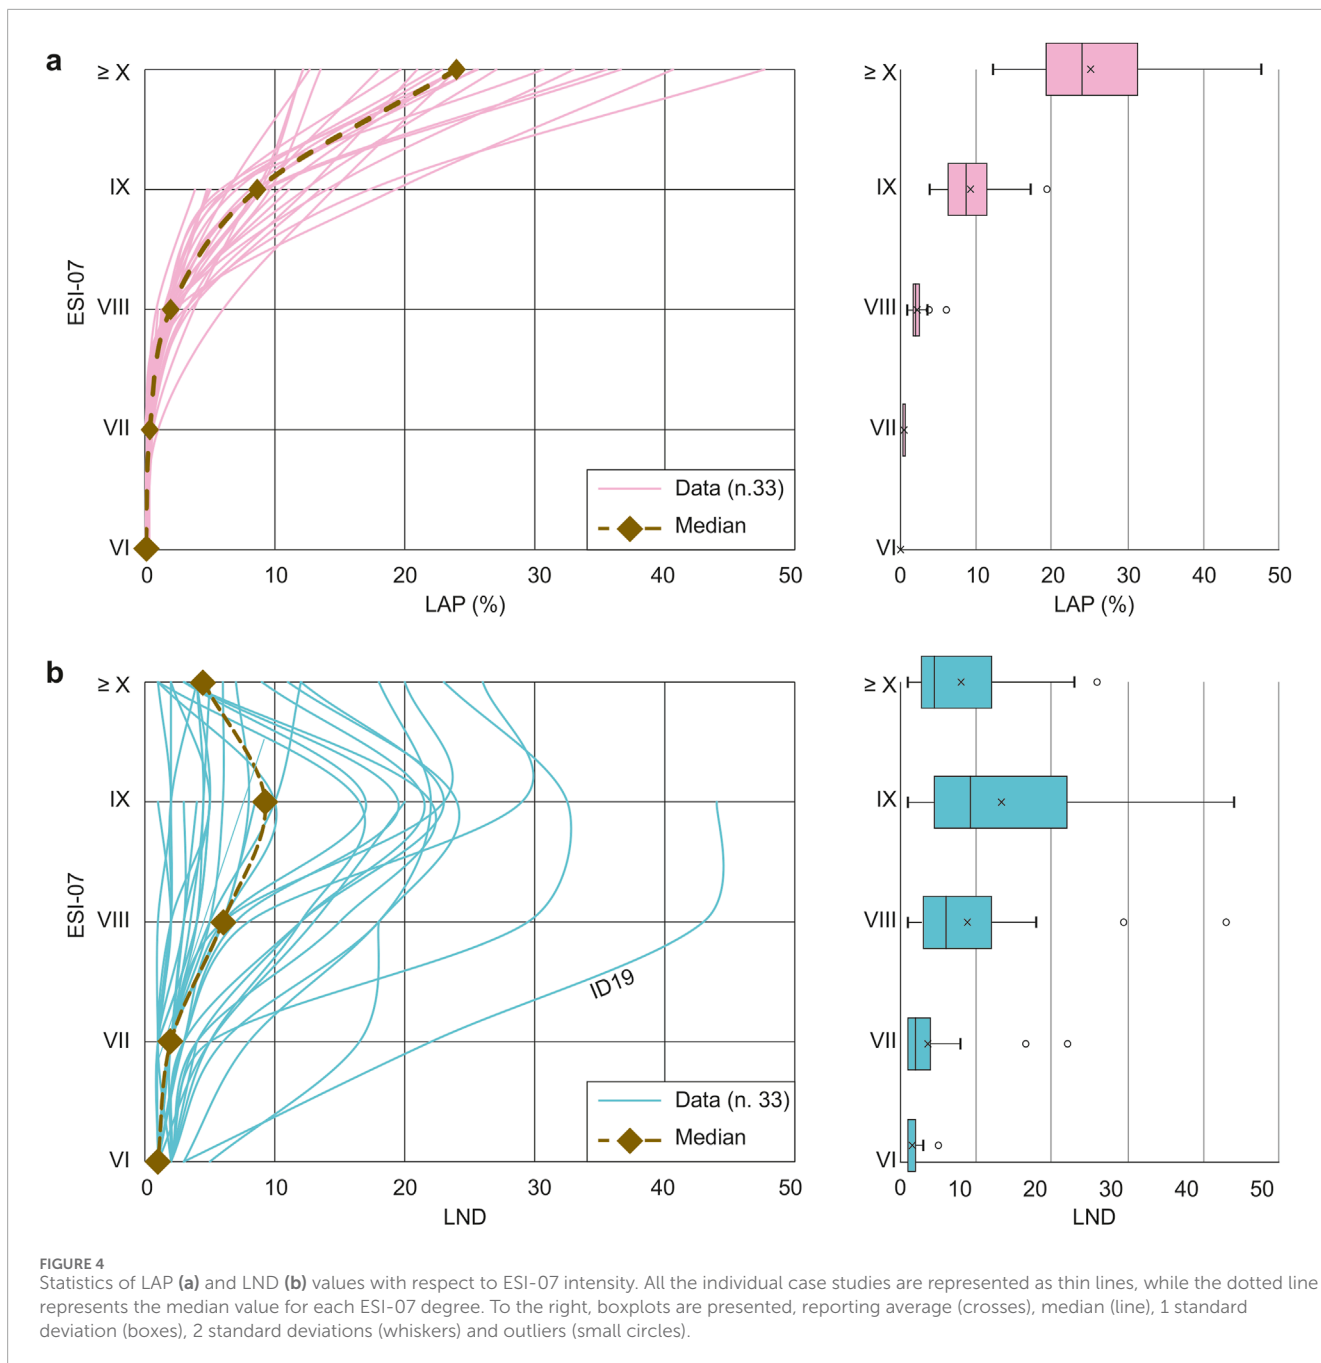 a
≥ X
IX
VIII
VII
VI
ESI-07
Data (n.33)
Median
0 10 20 30 40 50
LAP (%)
≥ X
IX
VIII
VII
VI
0 10 20 30 40 50
LAP (%)
b
≥ X
IX
VIII
VII
VI
ESI-07
ID19
Data (n. 33)
Median
0 10 20 30 40 50
LND
≥ X
IX
VIII
VII
VI
0 10 20 30 40 50
LND
FIGURE 4
Statistics of LAP (a) and LND (b) values with respect to ESI-07 intensity. All the individual case studies are represented as thin lines, while the dotted line
represents the median value for each ESI-07 degree. To the right, boxplots are presented, reporting average (crosses), median (line), 1 standard
deviation (boxes), 2 standard deviations (whiskers) and outliers (small circles).